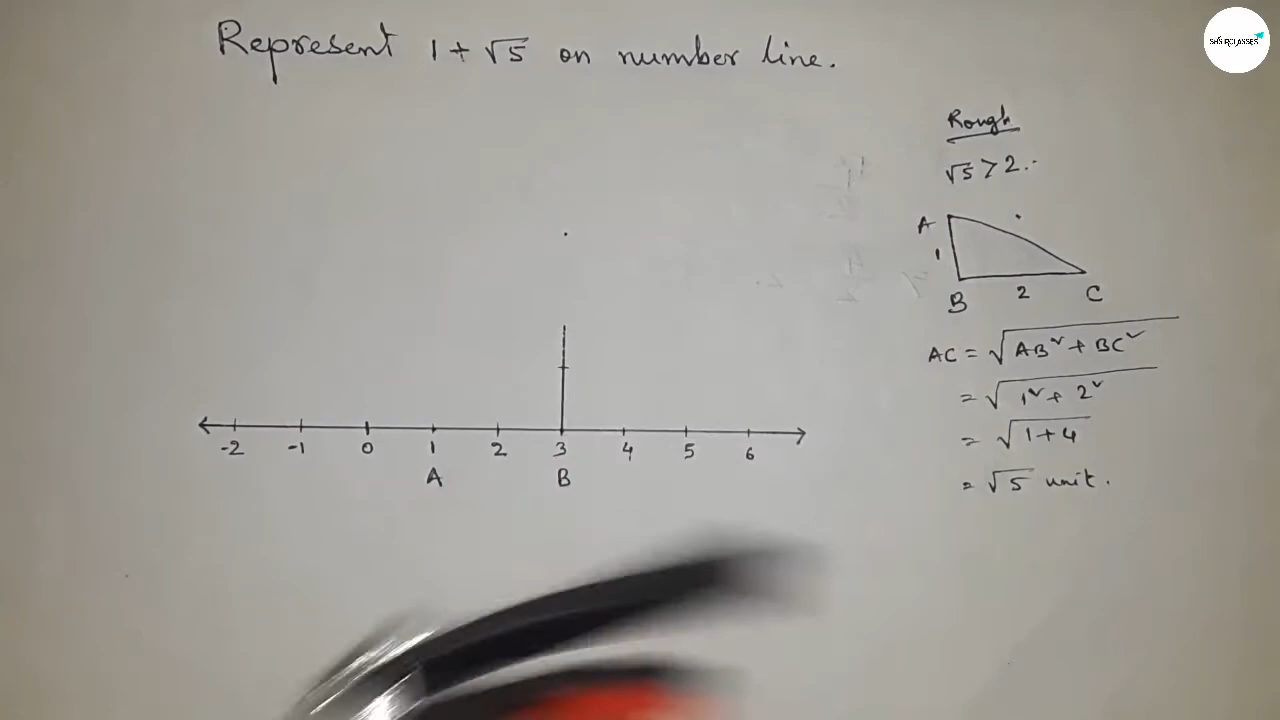 Represent 1 + √5 on number line.
SHSIRCLASSES
Rough
√5 > 2.
A
1
B 2 C
AC = √AB² + BC²
= √1² + 2²
= √1 + 4
= √5 unit.
-2 -1 0 1 2 3 4 5 6
A B